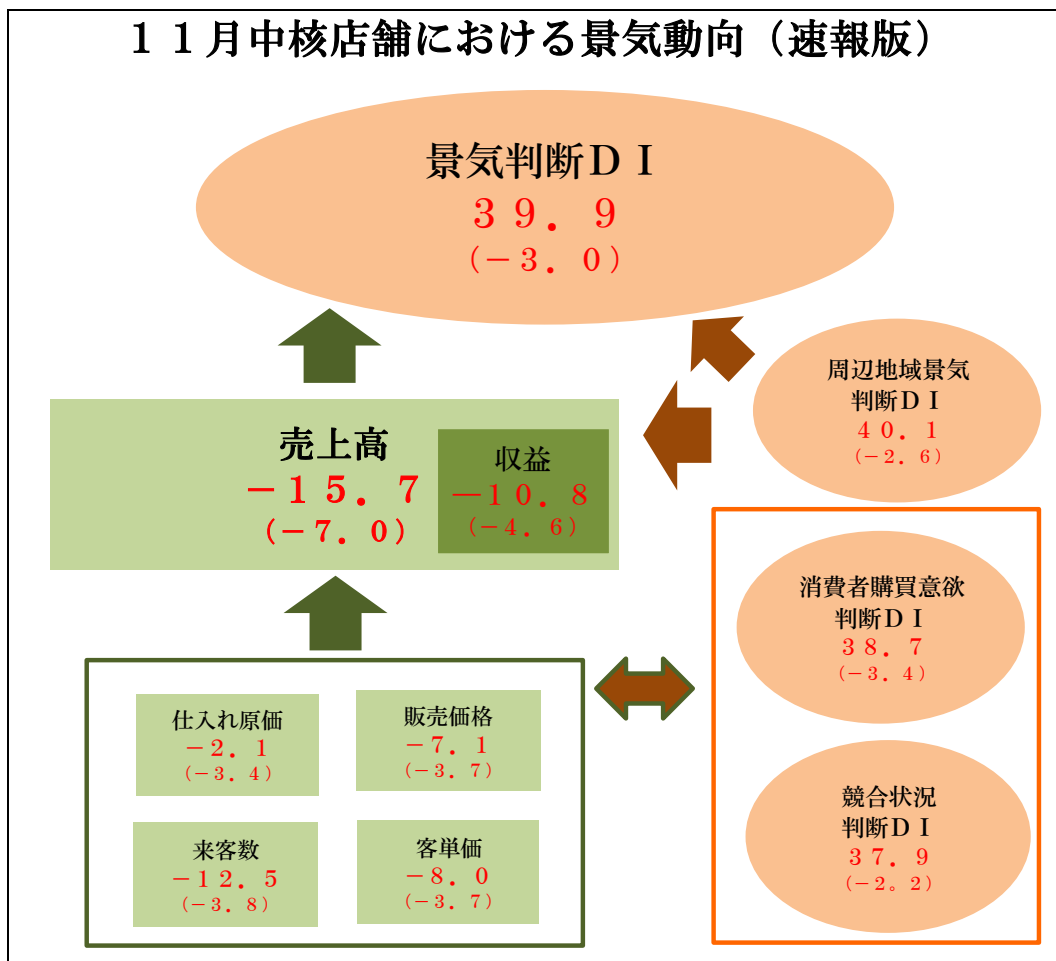 １１月中核店舗における景気動向（速報版）
景気判断ＤＩ
３９．９
（－３．０）
周辺地域景気
判断ＤＩ
４０．１
（－２．６）
売上高
－１５．７
（－７．０）
収益
―１０．８
（－４．６）
消費者購買意欲
判断ＤＩ
３８．７
（－３．４）
仕入れ原価
－２．１
（－３．４）
販売価格
－７．１
（－３．７）
来客数
－１２．５
（－３．８）
客単価
－８．０
（－３．７）
競合状況
判断ＤＩ
３７．９
（－２。２）